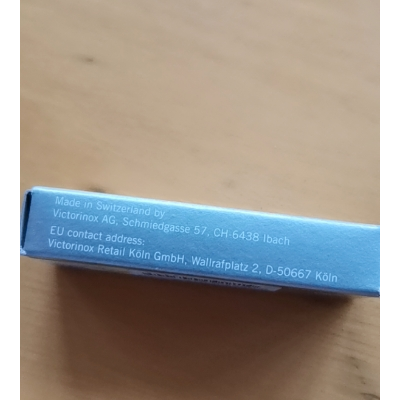 Made in Switzerland by
Victorinox AG, Schmiedgasse 57, CH-6438 Ibach
EU contact address:
Victorinox Retail Köln GmbH, Wallrafplatz 2, D-50667 Köln